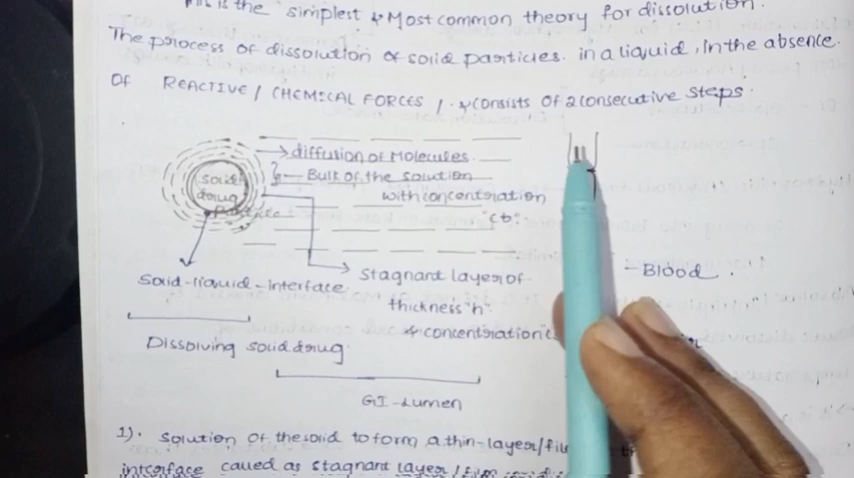 This is the simplest & Most common theory for dissolution.
The process of dissolution of solid particles. in a liquid, in the absence.
Of REACTIVE / CHEMICAL FORCES / & consists of 2 consecutive steps.
→ diffution of Molecules.
solid
drug
Particle
Bulk of the solution
with concentration
"Cb".
Solid-liquid-Interface
Stagnant layer of
thickness "h".
& concentration
- Blood
Dissolving solid drug.
GI-Lumen
1). Solution of the solid to form a thin-layer/
interface called as stagnant layer /